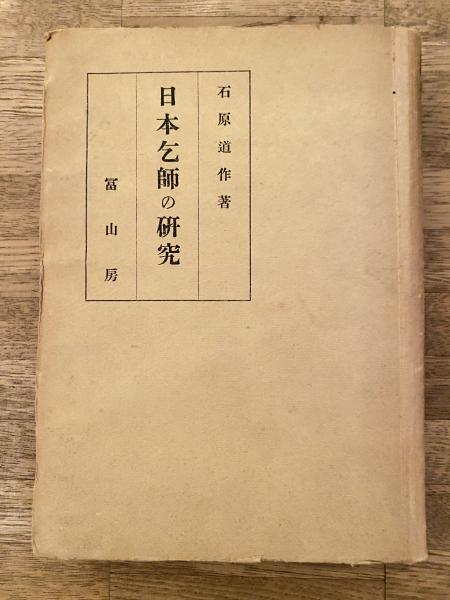 石原道作著
日本乞師の研究
冨山房